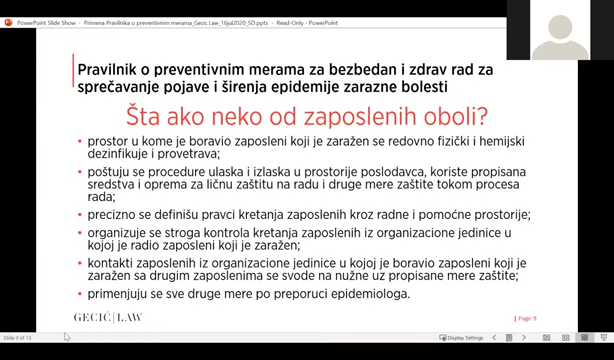 PowerPoint Slide Show - Primena Pravilnika o preventivnim merama_Gecic Law_16jul2020_SD.pptx - Read-Only - PowerPoint
Pravilnik o preventivnim merama za bezbedan i zdrav rad za
sprečavanje pojave i širenja epidemije zarazne bolesti
Šta ako neko od zaposlenih oboli?
• prostor u kome je boravio zaposleni koji je zaražen se redovno fizički i hemijski
dezinfikuje i provetrava;
• poštuju se procedure ulaska i izlaska u prostorije poslodavca, koriste propisana
sredstva i oprema za ličnu zaštitu na radu i druge mere zaštite tokom procesa
rada;
• precizno se definišu pravci kretanja zaposlenih kroz radne i pomoćne prostorije;
• organizuje se stroga kontrola kretanja zaposlenih iz organizacione jedinice u
kojoj je radio zaposleni koji je zaražen;
• kontakti zaposlenih iz organizacione jedinice u kojoj je boravio zaposleni koji je
zaražen sa drugim zaposlenima se svode na nužne uz propisane mere zaštite;
• primenjuju se sve druge mere po preporuci epidemiologa.
GECIĆ|LAW
| Page 9
Slide 9 of 13
Display Settings